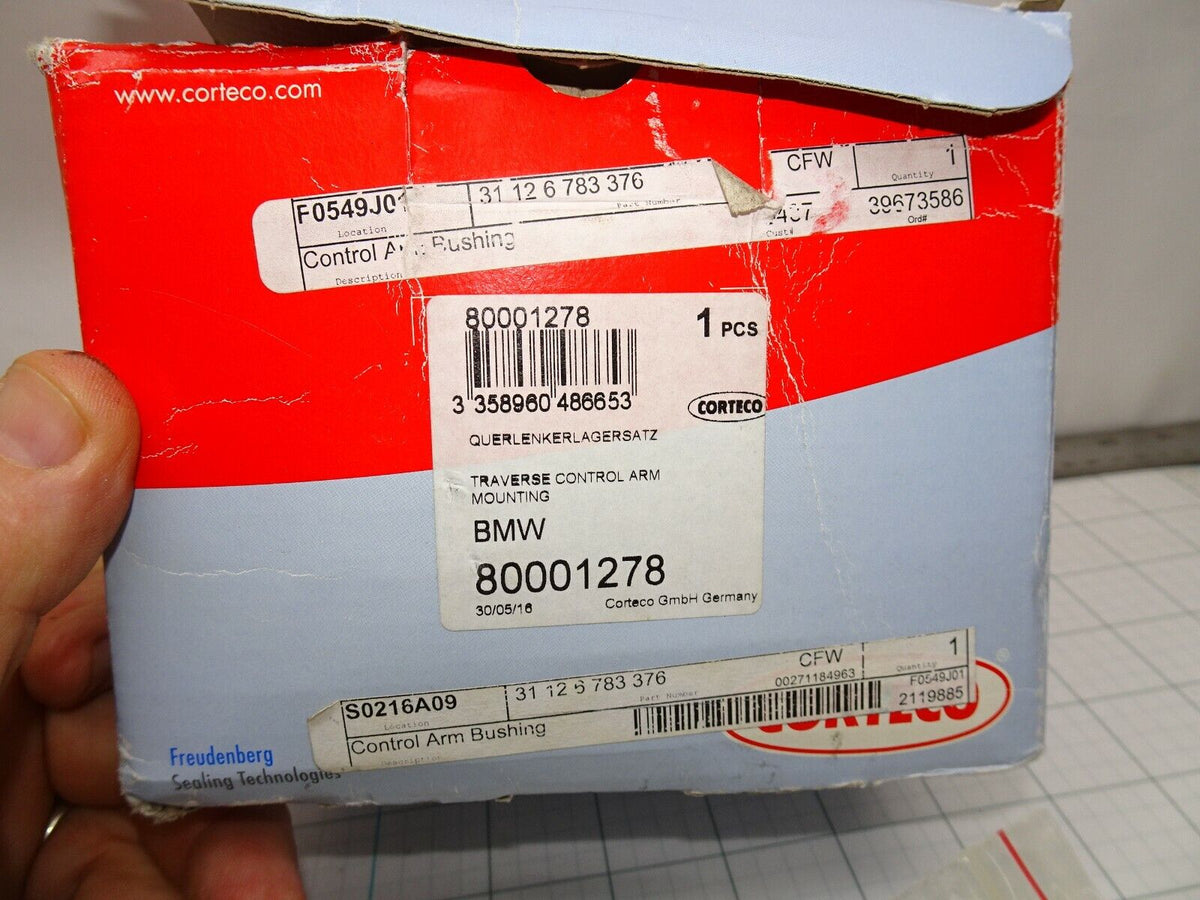 www.corteco.com
F0549J01 31 12 6 783 376 CFW 1
Location Part Number Quantity
39673586
Control Bushing Cust# Ord#
Description
80001278 1 PCS
3 358960 486653 CORTECO
QUERLENKERLAGERSATZ
TRAVERSE CONTROL ARM
MOUNTING
BMW
80001278
30/05/16 Corteco GmbH Germany
S0216A09 31 12 6 783 376 CFW 1
Location Part Number 00271184963 Quantity
F0549J01
Control Arm Bushing 2119885
Description
CORTECO
Freudenberg
Sealing Technologies